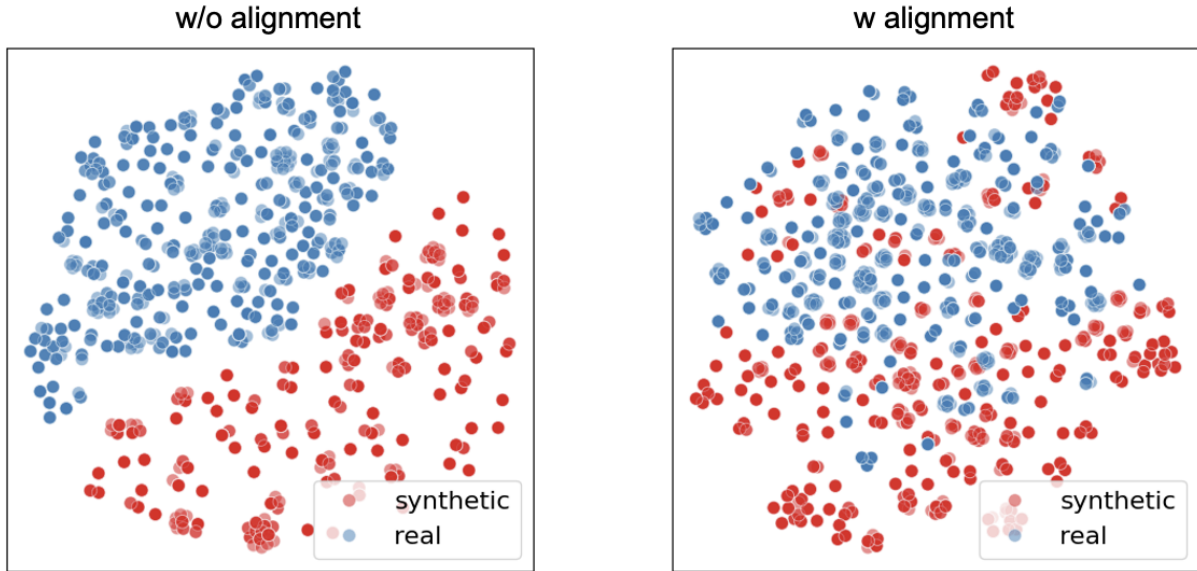 w/o alignment
w alignment
synthetic
real
synthetic
real